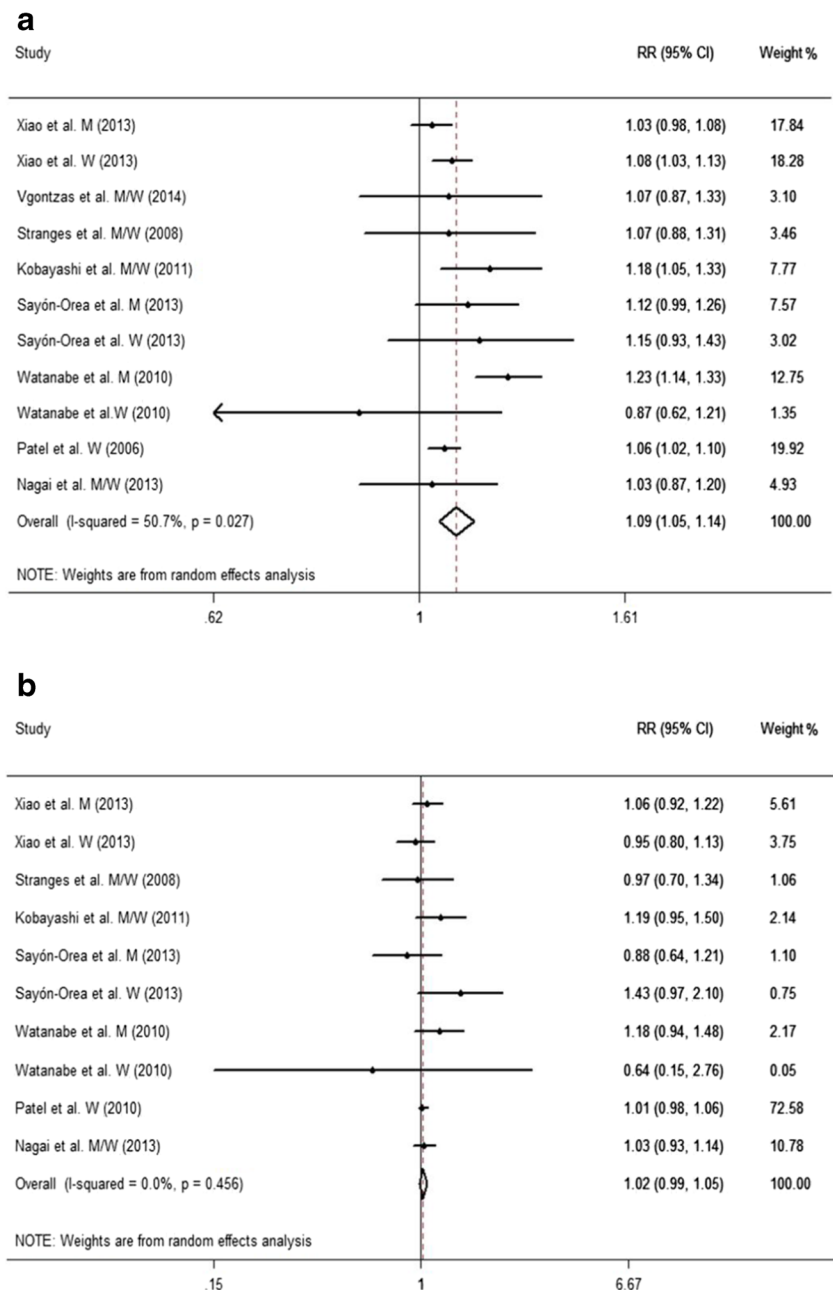 a
Study RR (95% CI) Weight %
Xiao et al. M (2013) 1.03 (0.98, 1.08) 17.84
Xiao et al. W (2013) 1.08 (1.03, 1.13) 18.28
Vgontzas et al. M/W (2014) 1.07 (0.87, 1.33) 3.10
Stranges et al. M/W (2008) 1.07 (0.88, 1.31) 3.46
Kobayashi et al. M/W (2011) 1.18 (1.05, 1.33) 7.77
Sayón-Orea et al. M (2013) 1.12 (0.99, 1.26) 7.57
Sayón-Orea et al. W (2013) 1.15 (0.93, 1.43) 3.02
Watanabe et al. M (2010) 1.23 (1.14, 1.33) 12.75
Watanabe et al.W (2010) 0.87 (0.62, 1.21) 1.35
Patel et al. W (2006) 1.06 (1.02, 1.10) 19.92
Nagai et al. M/W (2013) 1.03 (0.87, 1.20) 4.93
Overall (I-squared = 50.7%, p = 0.027) 1.09 (1.05, 1.14) 100.00
NOTE: Weights are from random effects analysis
.62 1 1.61
b
Study RR (95% CI) Weight %
Xiao et al. M (2013) 1.06 (0.92, 1.22) 5.61
Xiao et al. W (2013) 0.95 (0.80, 1.13) 3.75
Stranges et al. M/W (2008) 0.97 (0.70, 1.34) 1.06
Kobayashi et al. M/W (2011) 1.19 (0.95, 1.50) 2.14
Sayón-Orea et al. M (2013) 0.88 (0.64, 1.21) 1.10
Sayón-Orea et al. W (2013) 1.43 (0.97, 2.10) 0.75
Watanabe et al. M (2010) 1.18 (0.94, 1.48) 2.17
Watanabe et al. W (2010) 0.64 (0.15, 2.76) 0.05
Patel et al. W (2010) 1.01 (0.98, 1.06) 72.58
Nagai et al. M/W (2013) 1.03 (0.93, 1.14) 10.78
Overall (I-squared = 0.0%, p = 0.456) 1.02 (0.99, 1.05) 100.00
NOTE: Weights are from random effects analysis
.15 1 6.67